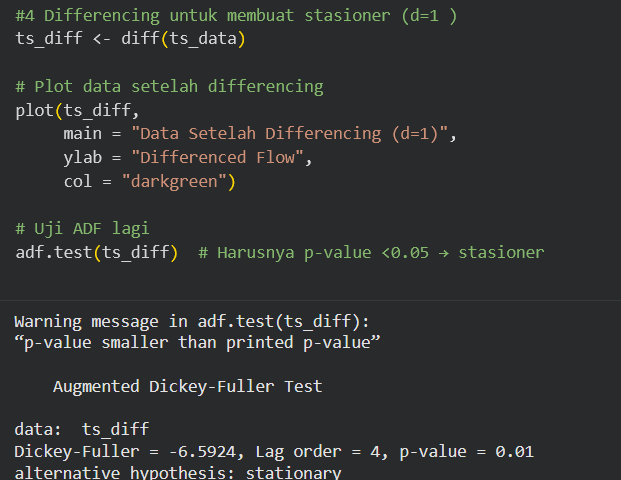 #4 Differencing untuk membuat stasioner (d=1 )
ts_diff <- diff(ts_data)
# Plot data setelah differencing
plot(ts_diff,
main = "Data Setelah Differencing (d=1)",
ylab = "Differenced Flow",
col = "darkgreen")
# Uji ADF lagi
adf.test(ts_diff)  # Harusnya p-value <0.05 → stasioner
Warning message in adf.test(ts_diff):
“p-value smaller than printed p-value”
Augmented Dickey-Fuller Test
data:  ts_diff
Dickey-Fuller = -6.5924, Lag order = 4, p-value = 0.01
alternative hypothesis: stationary